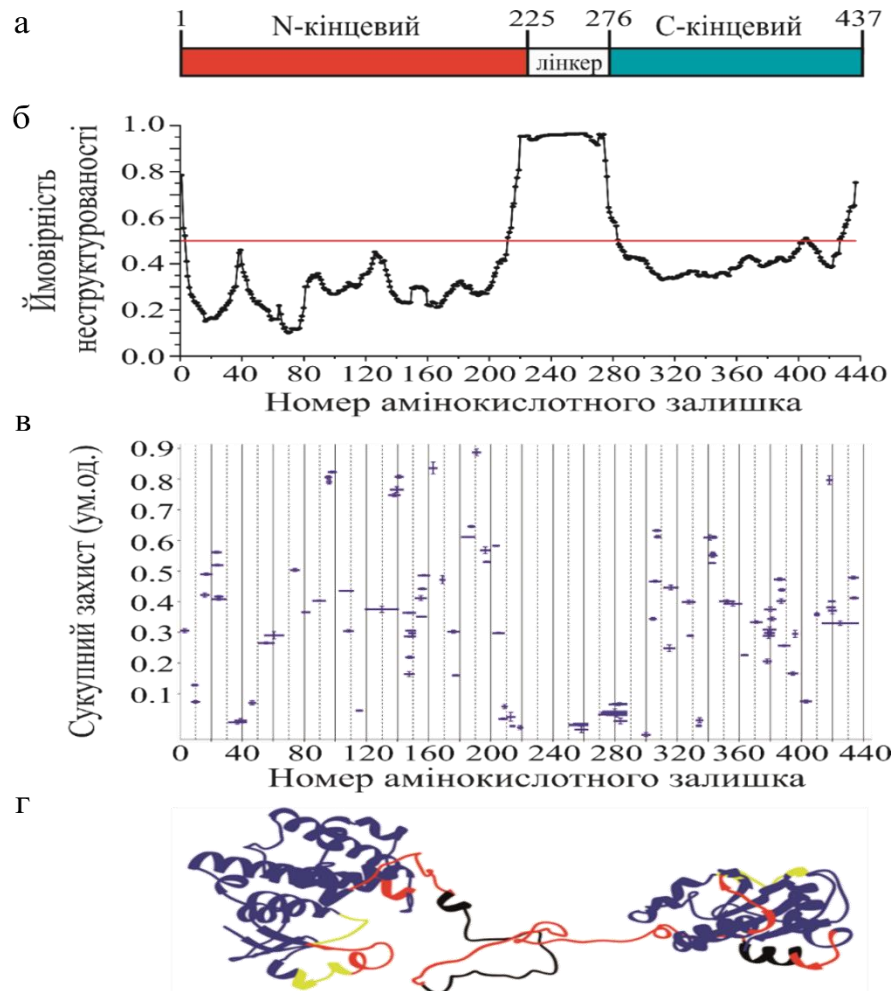 а
1 225 276 437
N-кінцевий лінкер С-кінцевий
б
Ймовірність
неструктурованості
1.0
0.8
0.6
0.4
0.2
0.0
0 40 80 120 160 200 240 280 320 360 400 440
Номер амінокислотного залишка
в
Сукупний захист (ум.од.)
0.9
0.8
0.7
0.6
0.5
0.4
0.3
0.2
0.1
0 40 80 120 160 200 240 280 320 360 400 440
Номер амінокислотного залишка
г